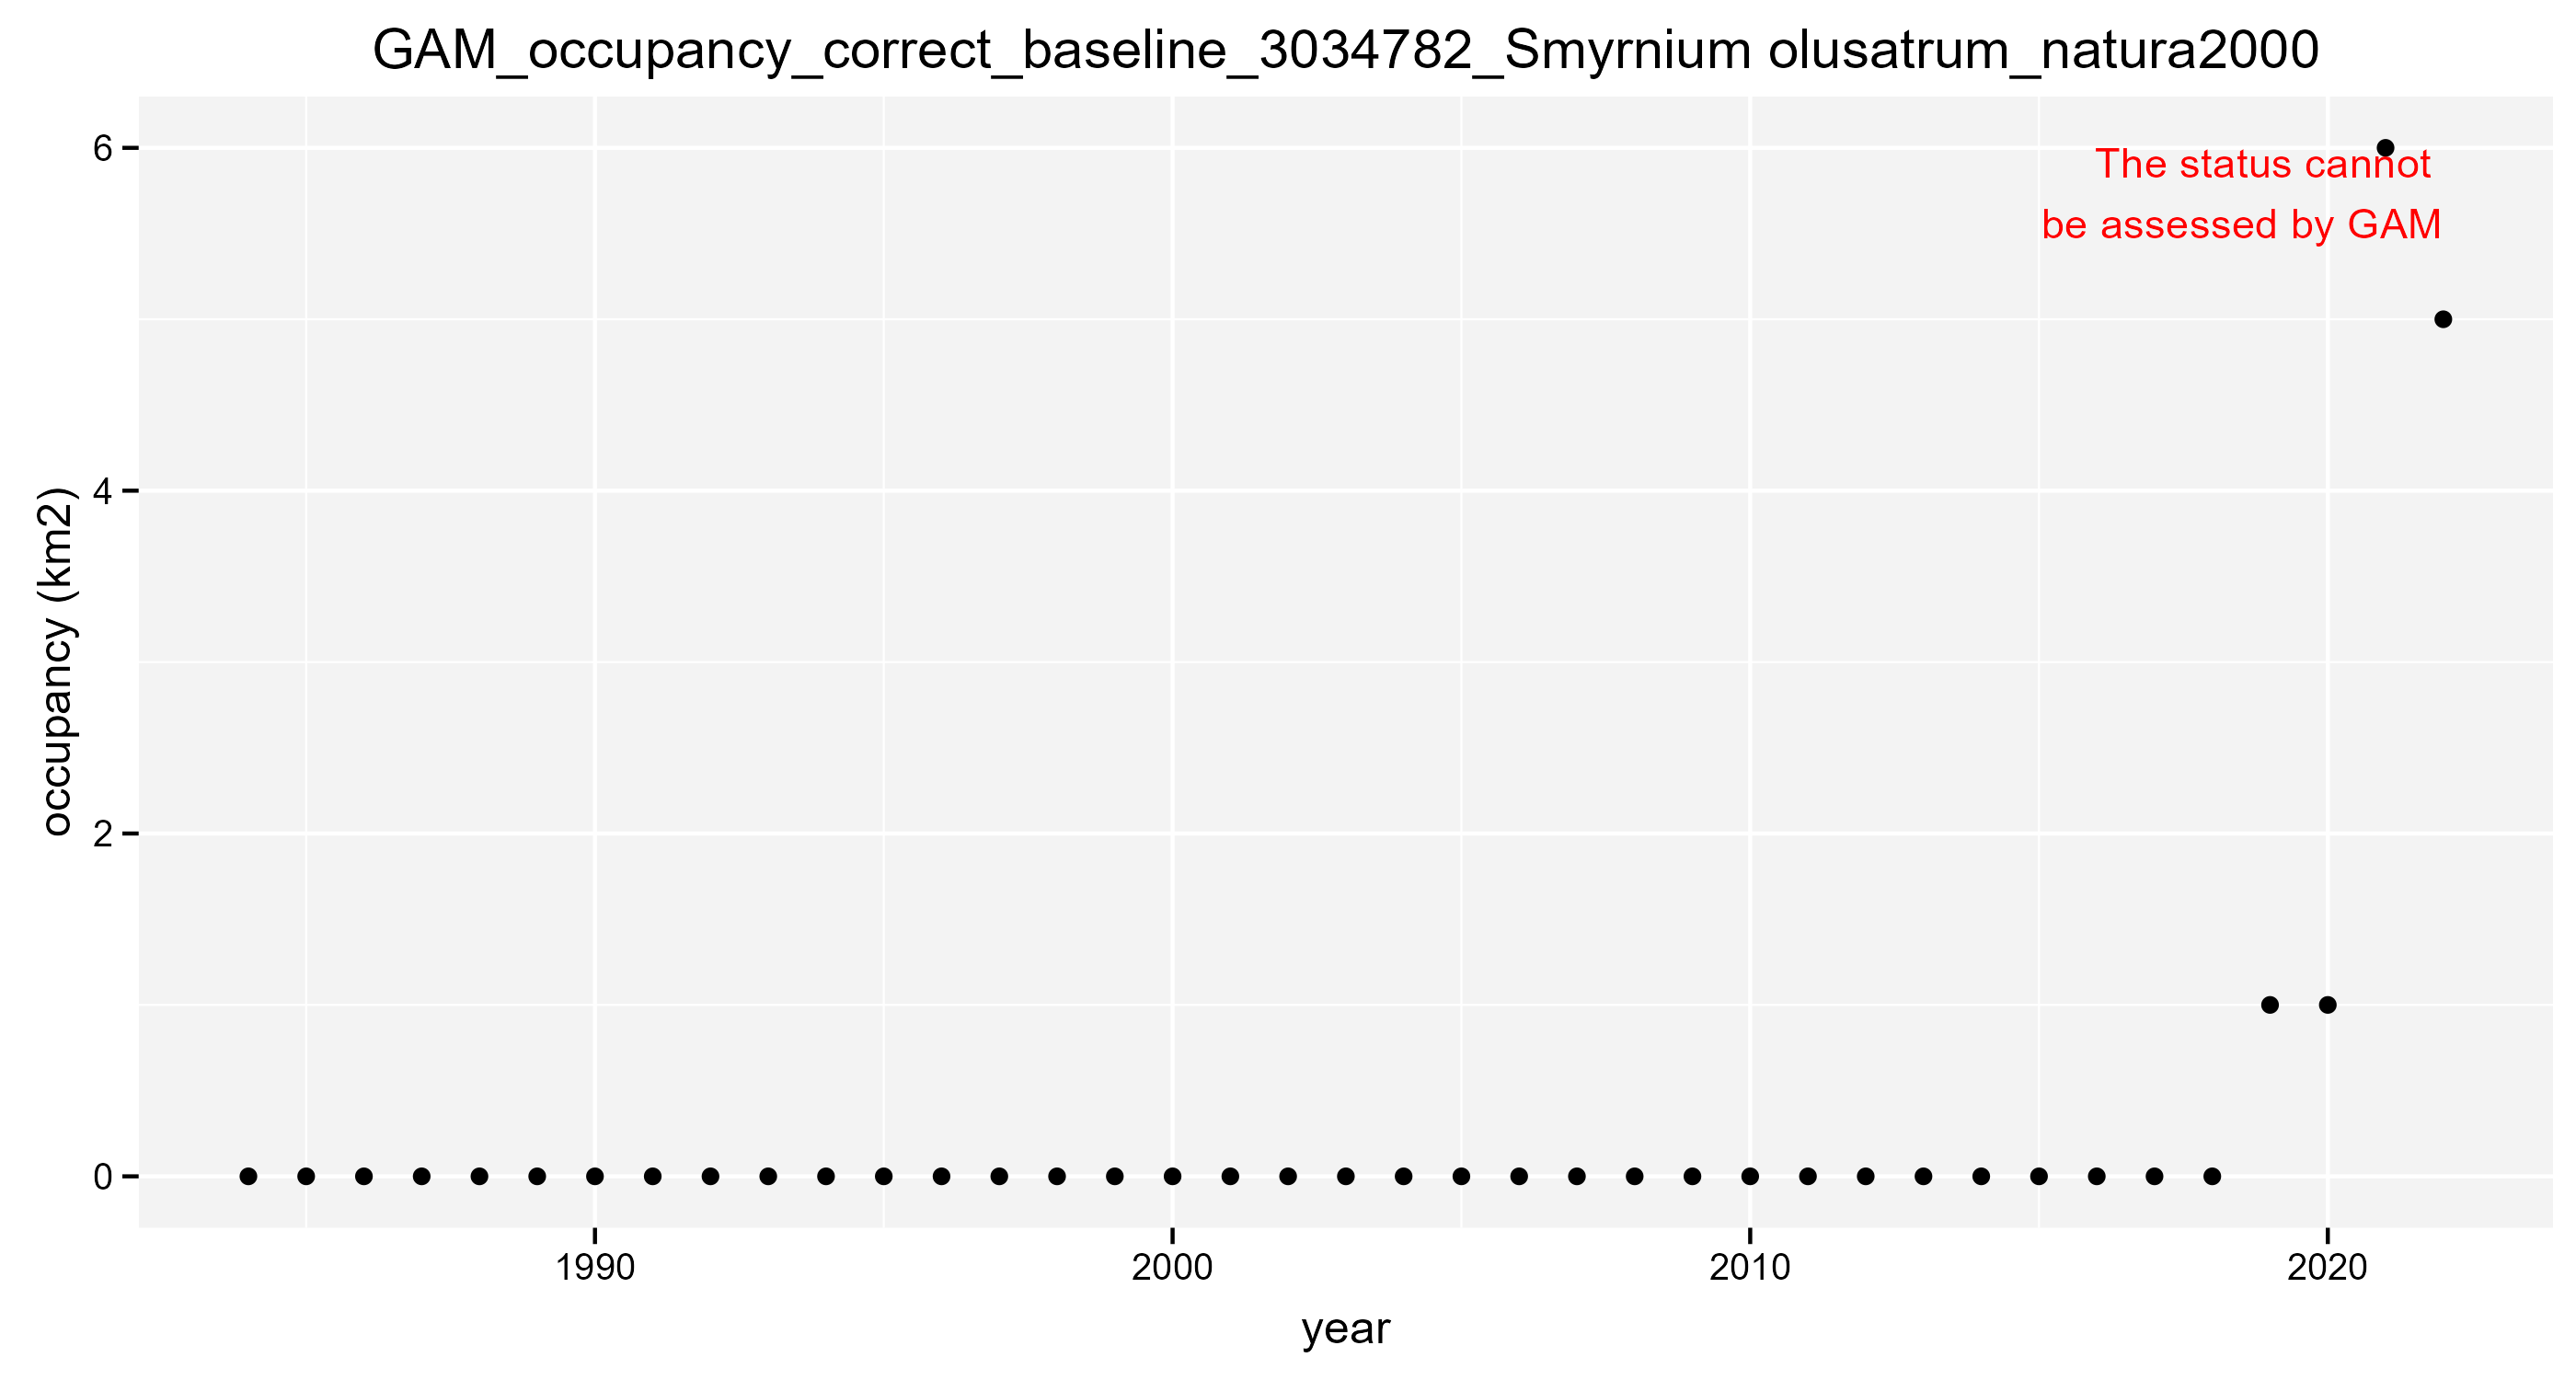 GAM_occupancy_correct_baseline_3034782_Smyrnium olusatrum_natura2000
The status cannot
be assessed by GAM
occupancy (km2)
6
4
2
0
1990 2000 2010 2020
year